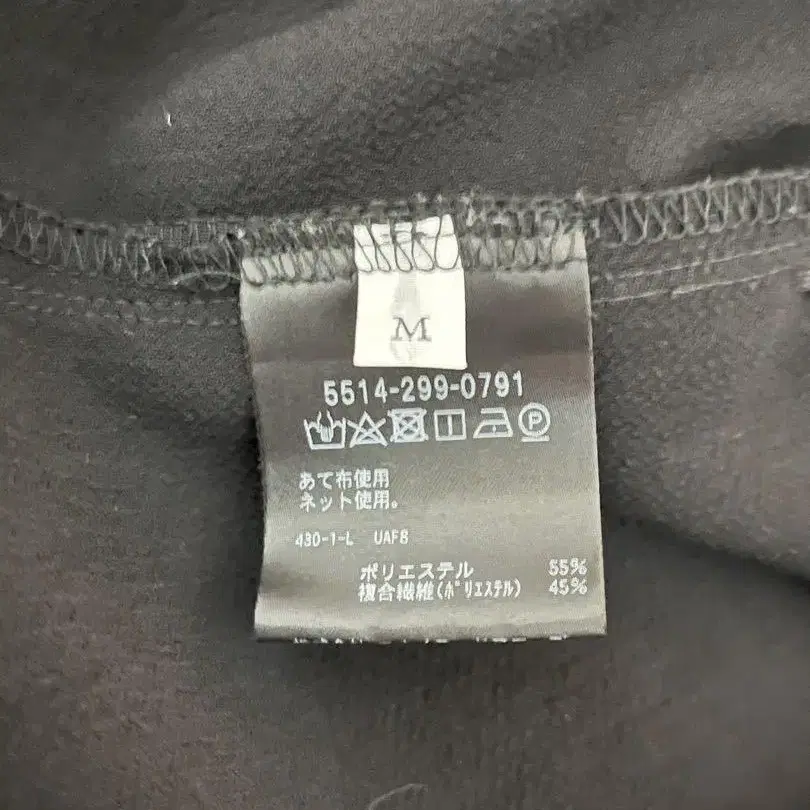 M
5514-299-0791
P
あて布使用
ネット使用。
430-1-L UAF8
ポリエステル 55%
複合繊維(ポリエステル) 45%